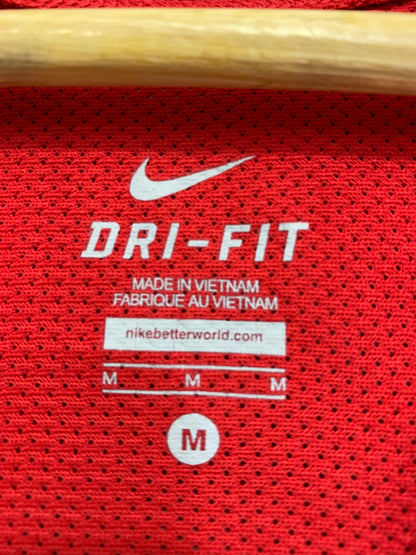 DRI-FIT
MADE IN VIETNAM
FABRIQUE AU VIETNAM
nikebetterworld.com
M M M
M